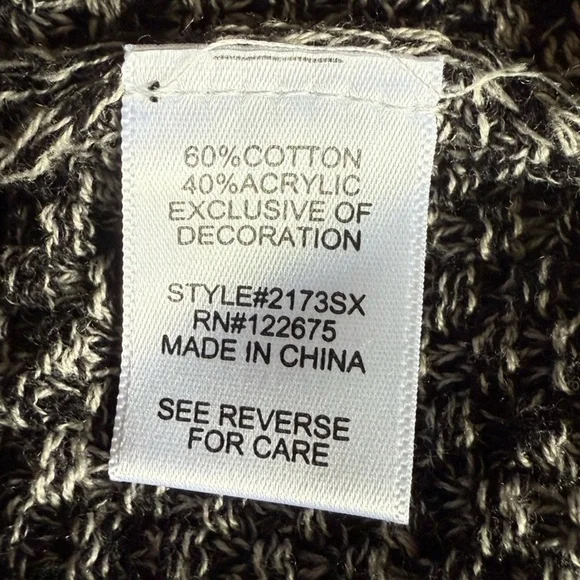 60%COTTON
40%ACRYLIC
EXCLUSIVE OF
DECORATION
STYLE#2173SX
RN#122675
MADE IN CHINA
SEE REVERSE
FOR CARE